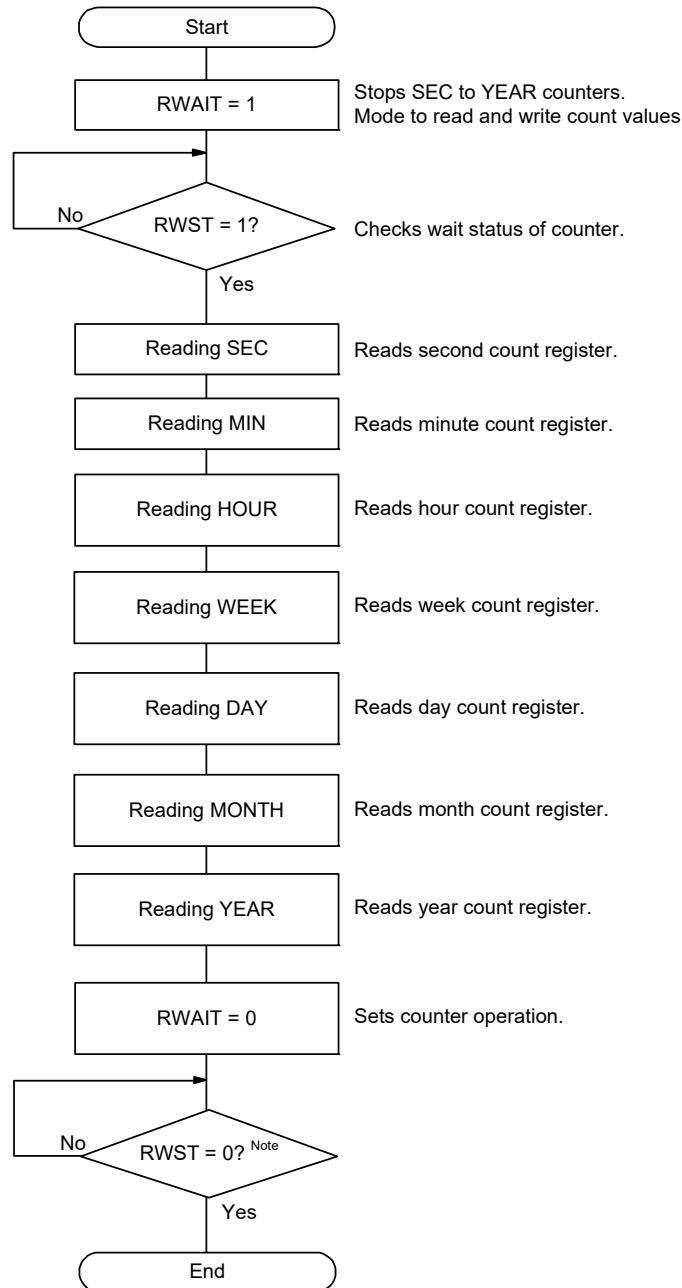 Start
RWAIT = 1
Stops SEC to YEAR counters.
Mode to read and write count values
No
RWST = 1?
Checks wait status of counter.
Yes
Reading SEC
Reads second count register.
Reading MIN
Reads minute count register.
Reading HOUR
Reads hour count register.
Reading WEEK
Reads week count register.
Reading DAY
Reads day count register.
Reading MONTH
Reads month count register.
Reading YEAR
Reads year count register.
RWAIT = 0
Sets counter operation.
No
RWST = 0? Note
Yes
End